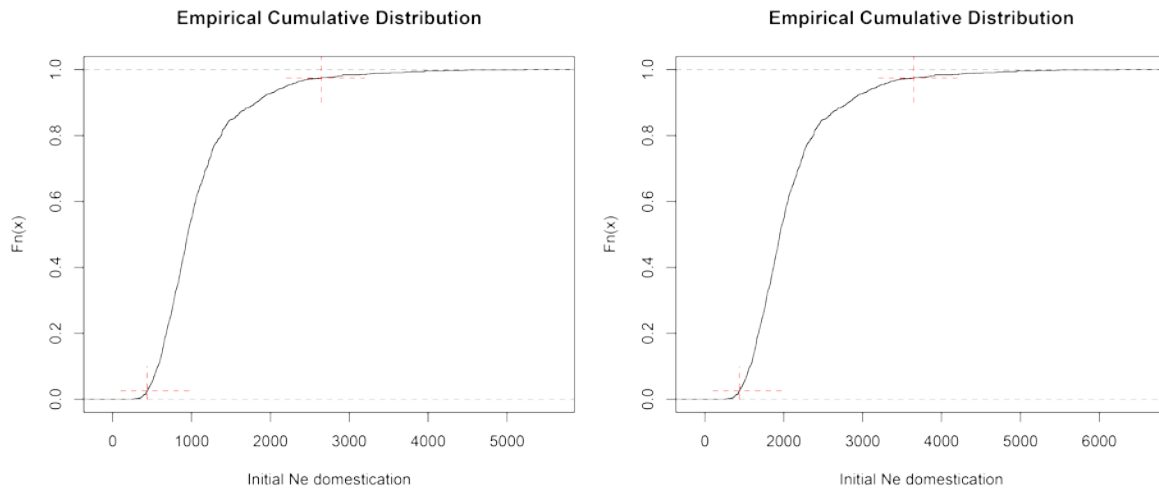 Empirical Cumulative Distribution
1.0
0.8
0.6
0.4
0.2
0.0
Fn(x)
0 1000 2000 3000 4000 5000
Initial Ne domestication
Empirical Cumulative Distribution
1.0
0.8
0.6
0.4
0.2
0.0
Fn(x)
0 2000 3000 4000 5000 6000
Initial Ne domestication